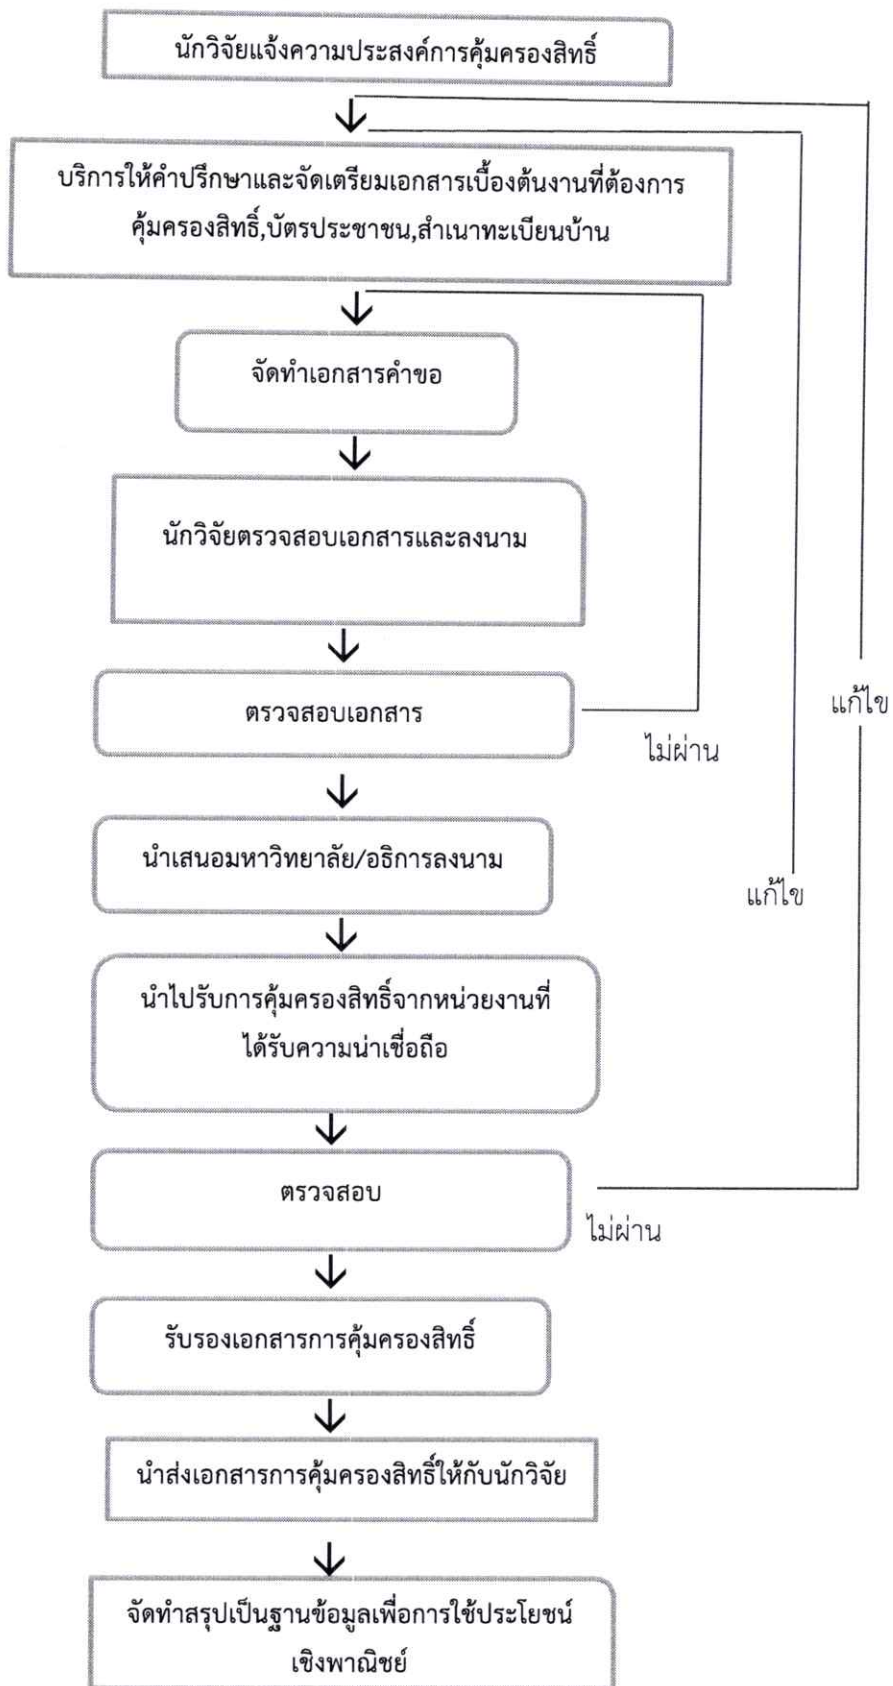 นักวิจัยแจ้งความประสงค์การคุ้มครองสิทธิ์
บริการให้คำปรึกษาและจัดเตรียมเอกสารเบื้องต้นงานที่ต้องการ
คุ้มครองสิทธิ์,บัตรประชาชน,สำเนาทะเบียนบ้าน
จัดทำเอกสารคำขอ
นักวิจัยตรวจสอบเอกสารและลงนาม
ตรวจสอบเอกสาร
แก้ไข
ไม่ผ่าน
นำเสนอมหาวิทยาลัย/อธิการลงนาม
แก้ไข
นำไปรับการคุ้มครองสิทธิ์จากหน่วยงานที่
ได้รับความน่าเชื่อถือ
ตรวจสอบ
ไม่ผ่าน
รับรองเอกสารการคุ้มครองสิทธิ์
นำส่งเอกสารการคุ้มครองสิทธิ์ให้กับนักวิจัย
จัดทำสรุปเป็นฐานข้อมูลเพื่อการใช้ประโยชน์
เชิงพาณิชย์